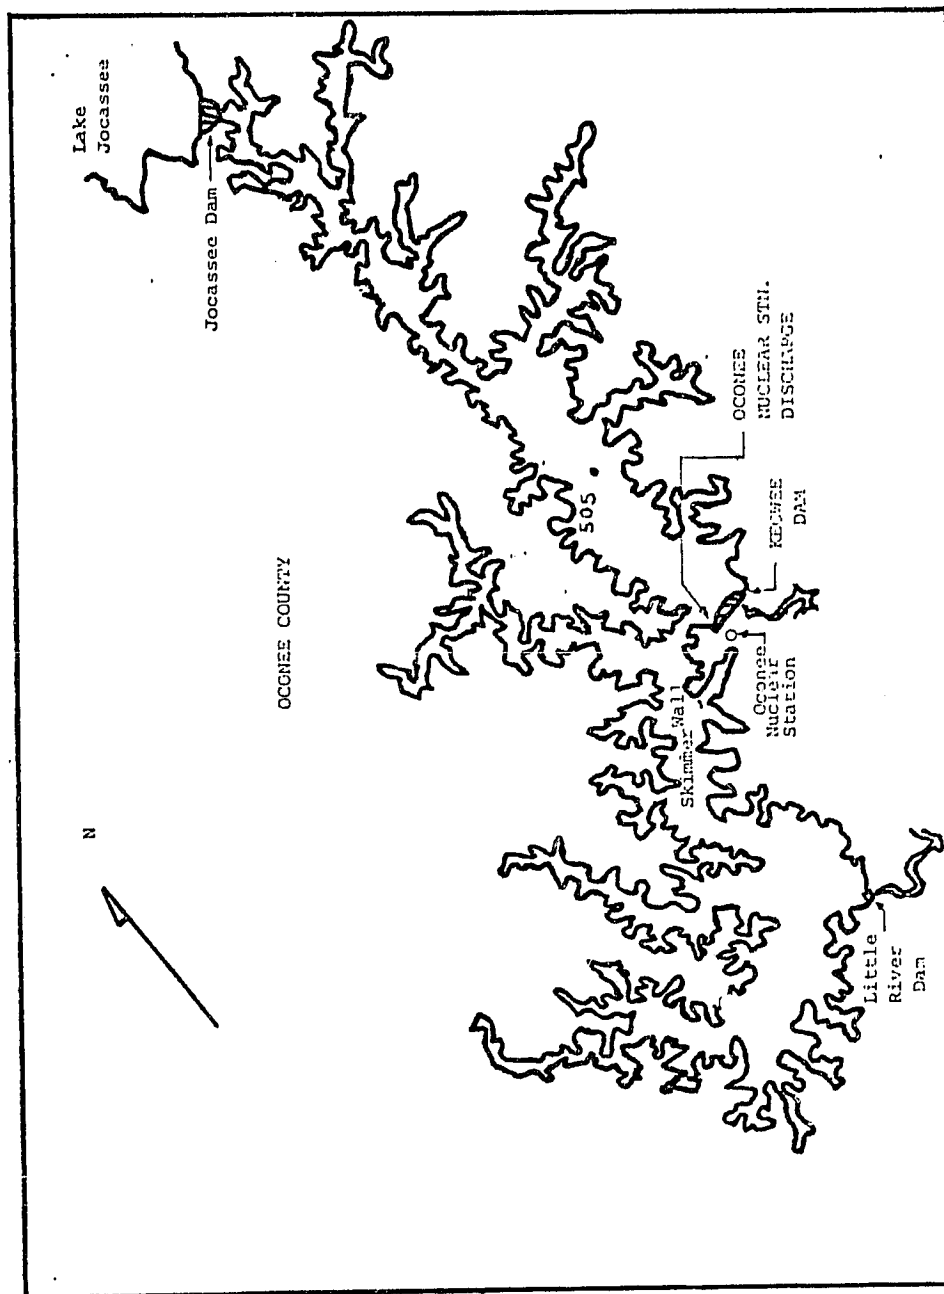 Lake
Jocassee
Jocassee Dam
N
OCONEE COUNTY
505
OCONEE
NUCLEAR STN.
DISCHARGE
KEOWEE
DAM
Skimmer Wall
Oconee
Nuclear
Station
Little
River
Dam